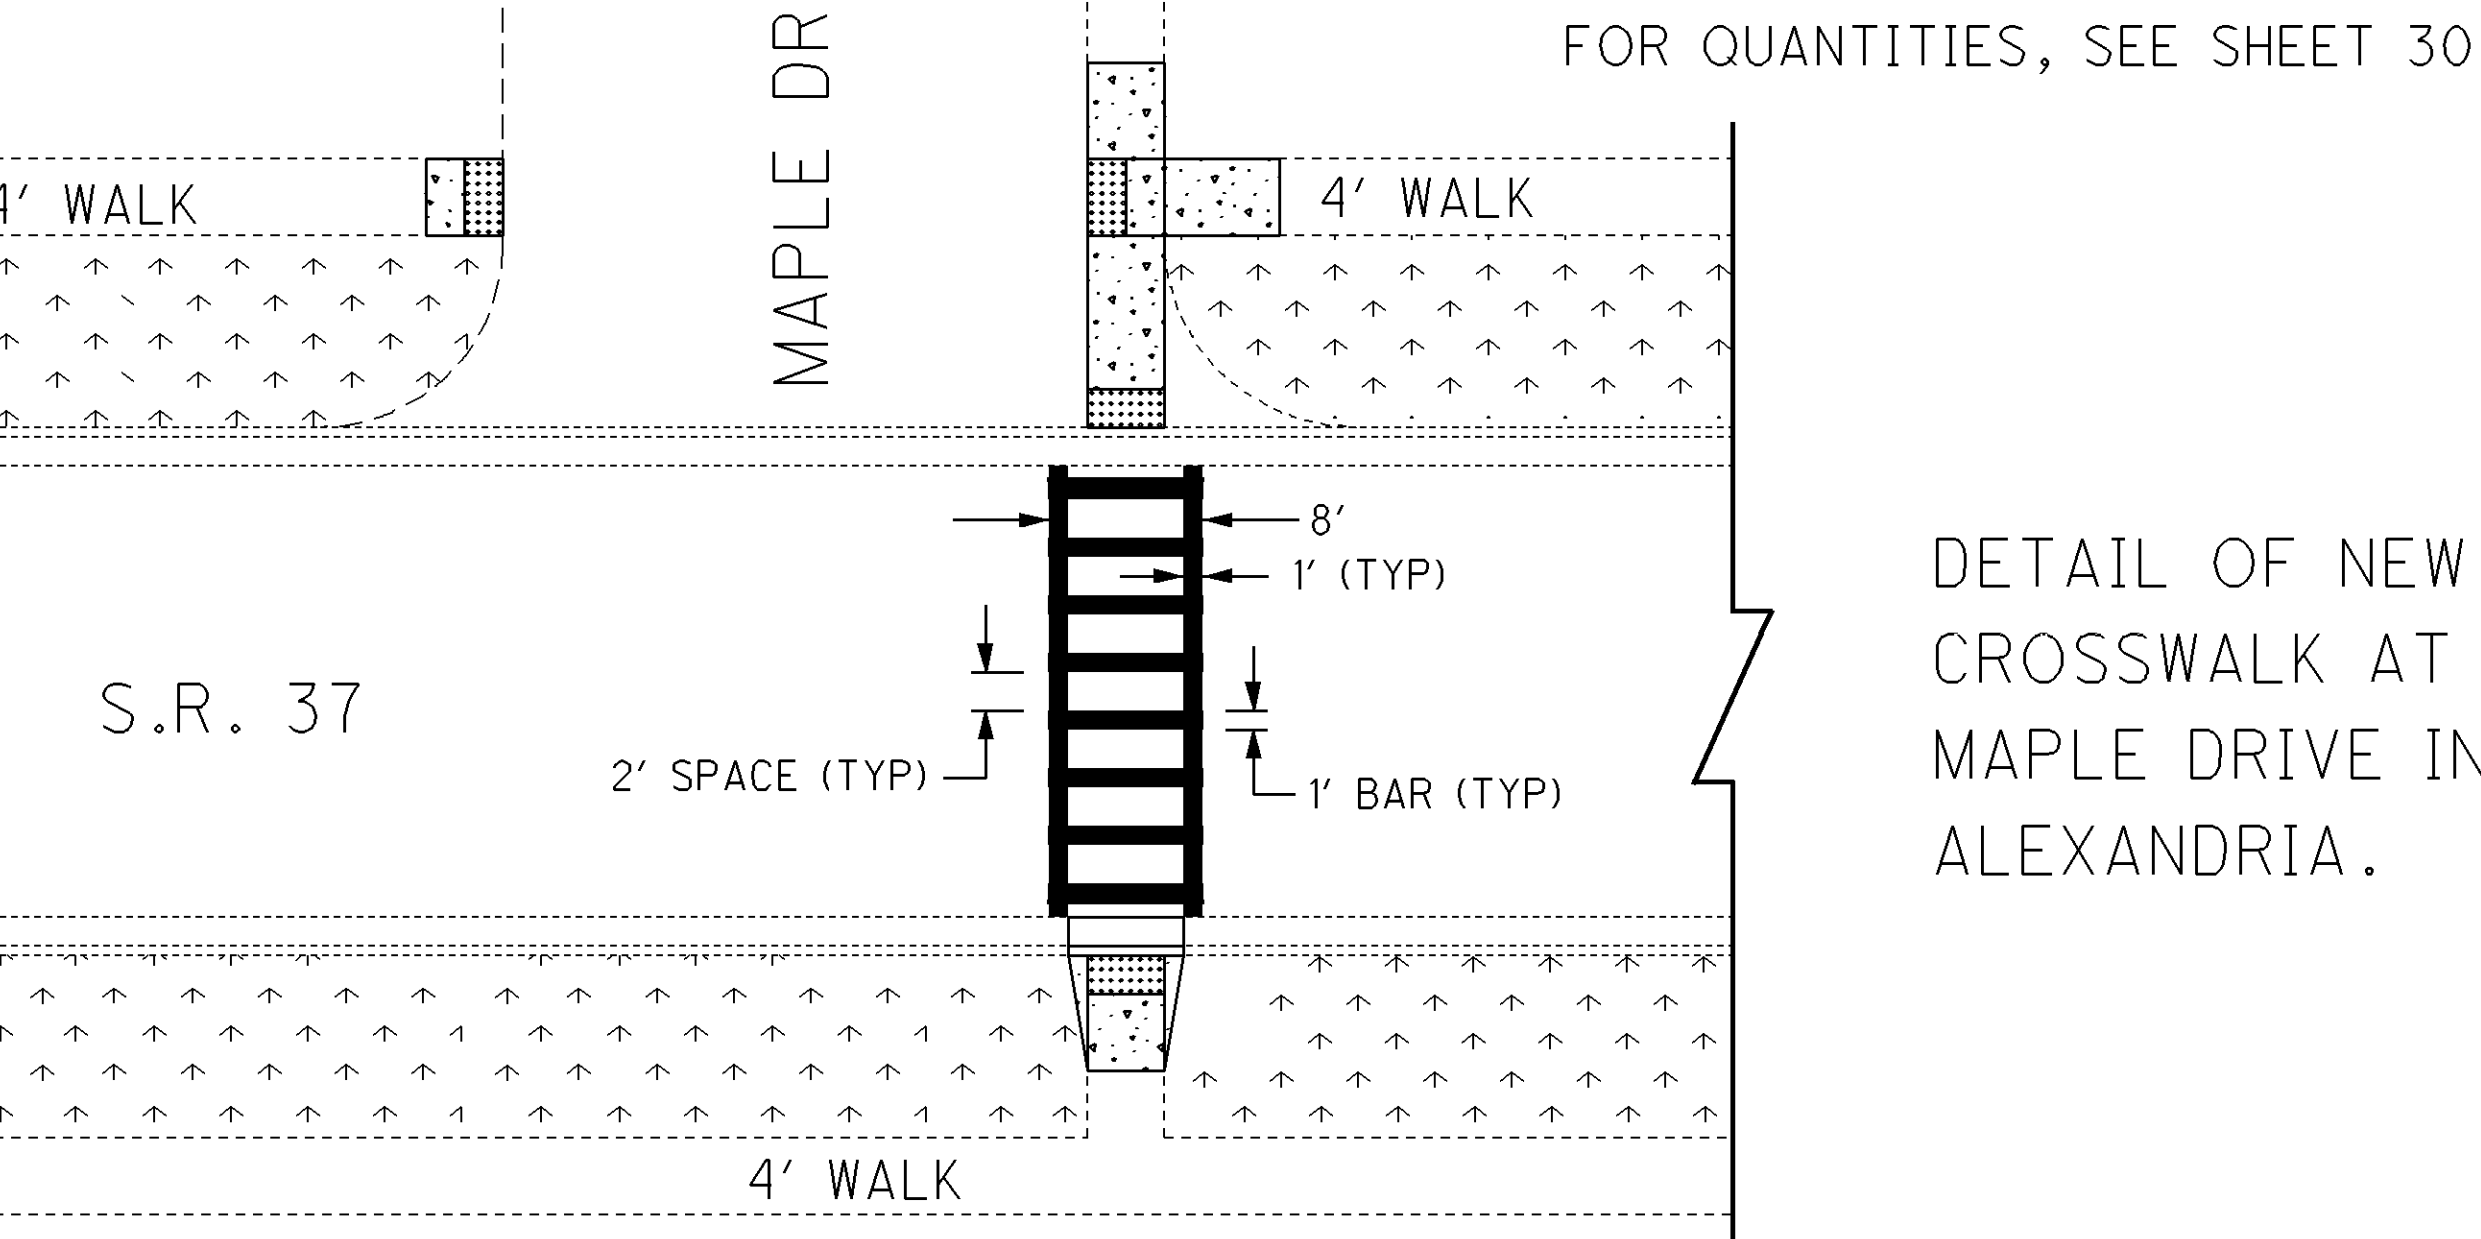 FOR QUANTITIES, SEE SHEET 30
MAPLE DR
4' WALK
4' WALK
8'
1' (TYP)
S.R. 37
2' SPACE (TYP)
1' BAR (TYP)
DETAIL OF NEW
CROSSWALK AT
MAPLE DRIVE IN
ALEXANDRIA.
4' WALK